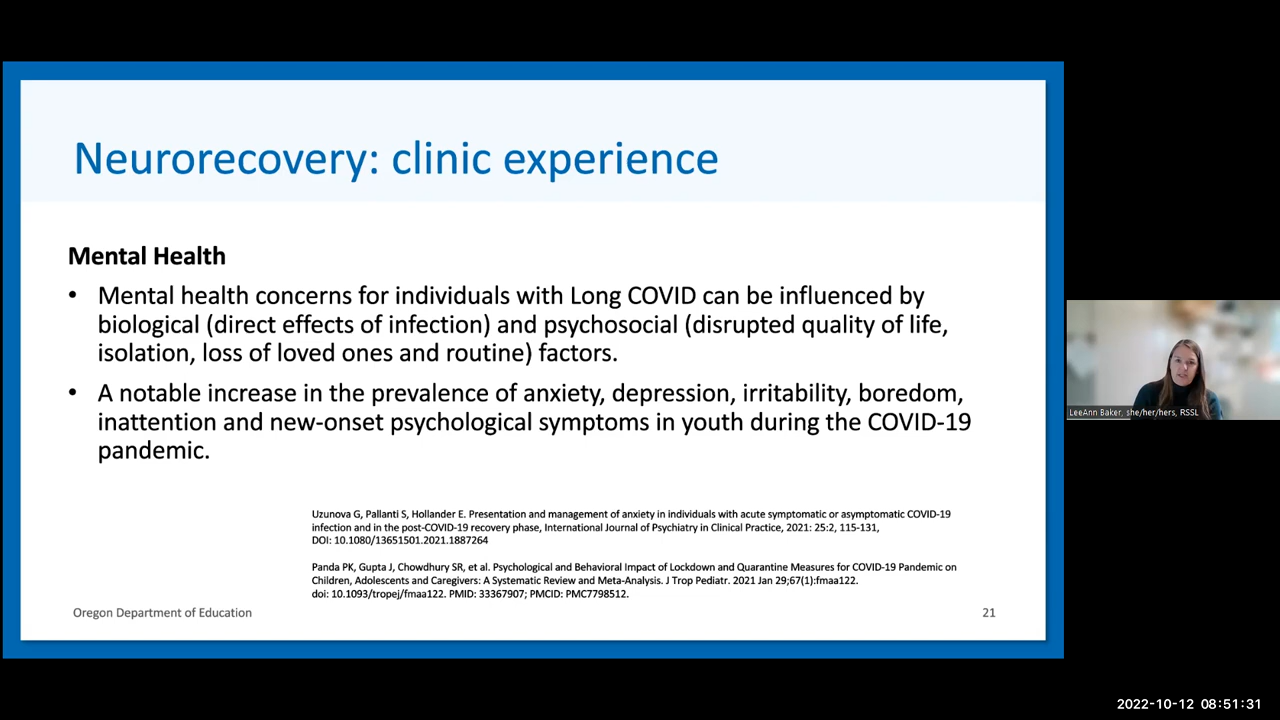 Neurorecovery: clinic experience
Mental Health
• Mental health concerns for individuals with Long COVID can be influenced by
biological (direct effects of infection) and psychosocial (disrupted quality of life,
isolation, loss of loved ones and routine) factors.
• A notable increase in the prevalence of anxiety, depression, irritability, boredom,
inattention and new-onset psychological symptoms in youth during the COVID-19
pandemic.
Uzunova G, Pallanti S, Hollander E. Presentation and management of anxiety in individuals with acute symptomatic or asymptomatic COVID-19
infection and in the post-COVID-19 recovery phase, International Journal of Psychiatry in Clinical Practice, 2021: 25:2, 115-131,
DOI: 10.1080/13651501.2021.1887264
Panda PK, Gupta J, Chowdhury SR, et al. Psychological and Behavioral Impact of Lockdown and Quarantine Measures for COVID-19 Pandemic on
Children, Adolescents and Caregivers: A Systematic Review and Meta-Analysis. J Trop Pediatr. 2021 Jan 29;67(1):fmaa122.
doi: 10.1093/tropej/fmaa122. PMID: 33367907; PMCID: PMC7798512.
Oregon Department of Education
21
LeeAnn Baker, she/her/hers, RSSL
2022-10-12 08:51:31